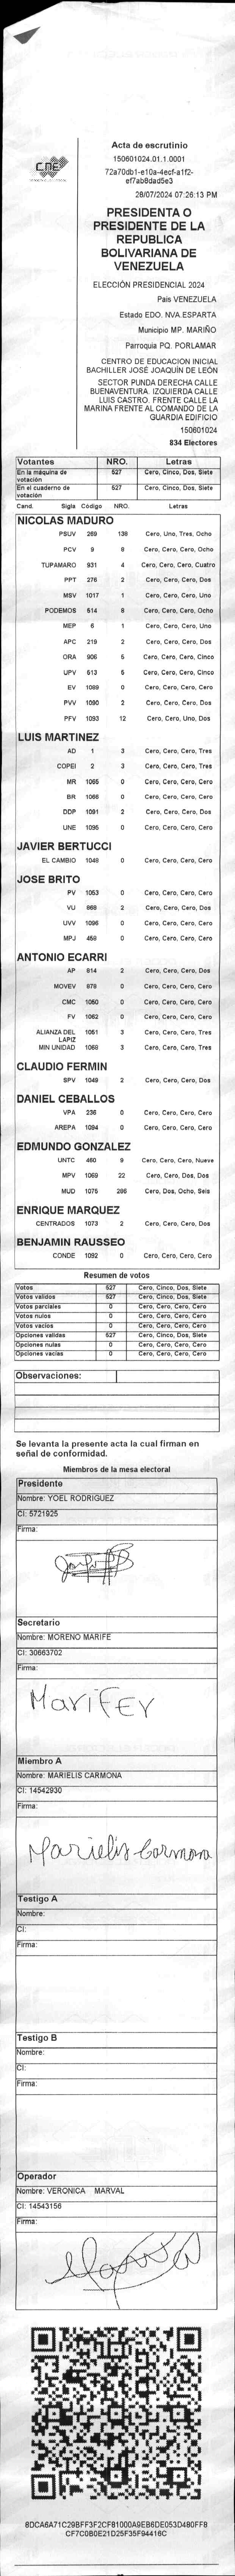 CNE
Acta de escrutinio
150601024.01.1.0001
72a70db1-e10a-4ecf-a1f2-
ef7ab8dad5e3
28/07/2024 07:26:13 PM
PRESIDENTA O
PRESIDENTE DE LA
REPUBLICA
BOLIVARIANA DE
VENEZUELA
ELECCIÓN PRESIDENCIAL 2024
País VENEZUELA
Estado EDO. NVA.ESPARTA
Municipio MP. MARIÑO
Parroquia PQ. PORLAMAR
CENTRO DE EDUCACION INICIAL
BACHILLER JOSÉ JOAQUÍN DE LEÓN
SECTOR PUNDA DERECHA CALLE
BUENAVENTURA. IZQUIERDA CALLE
LUIS CASTRO. FRENTE CALLE LA
MARINA FRENTE AL COMANDO DE LA
GUARDIA EDIFICIO
150601024
834 Electores
Votantes NRO. Letras
En la máquina de votación 527 Cero, Cinco, Dos, Siete
En el cuaderno de votación 527 Cero, Cinco, Dos, Siete
Cand. Sigla Código NRO. Letras
NICOLAS MADURO
PSUV 269 138 Cero, Uno, Tres, Ocho
PCV 9 8 Cero, Cero, Cero, Ocho
TUPAMARO 931 4 Cero, Cero, Cero, Cuatro
PPT 276 2 Cero, Cero, Cero, Dos
MSV 1017 1 Cero, Cero, Cero, Uno
PODEMOS 514 8 Cero, Cero, Cero, Ocho
MEP 6 1 Cero, Cero, Cero, Uno
APC 219 2 Cero, Cero, Cero, Dos
ORA 906 5 Cero, Cero, Cero, Cinco
UPV 513 5 Cero, Cero, Cero, Cinco
EV 1089 0 Cero, Cero, Cero, Cero
PVV 1090 2 Cero, Cero, Cero, Dos
PFV 1093 12 Cero, Cero, Uno, Dos
LUIS MARTINEZ
AD 1 3 Cero, Cero, Cero, Tres
COPEI 2 3 Cero, Cero, Cero, Tres
MR 1065 0 Cero, Cero, Cero, Cero
BR 1066 0 Cero, Cero, Cero, Cero
DDP 1091 2 Cero, Cero, Cero, Dos
UNE 1095 0 Cero, Cero, Cero, Cero
JAVIER BERTUCCI
EL CAMBIO 1048 0 Cero, Cero, Cero, Cero
JOSE BRITO
PV 1053 0 Cero, Cero, Cero, Cero
VU 868 2 Cero, Cero, Cero, Dos
UVV 1096 0 Cero, Cero, Cero, Cero
MPJ 459 0 Cero, Cero, Cero, Cero
ANTONIO ECARRI
AP 814 2 Cero, Cero, Cero, Dos
MOVEV 879 0 Cero, Cero, Cero, Cero
CMC 1050 0 Cero, Cero, Cero, Cero
FV 1062 0 Cero, Cero, Cero, Cero
ALIANZA DEL LAPIZ 1051 3 Cero, Cero, Cero, Tres
MIN UNIDAD 1068 3 Cero, Cero, Cero, Tres
CLAUDIO FERMIN
SPV 1049 2 Cero, Cero, Cero, Dos
DANIEL CEBALLOS
VPA 236 0 Cero, Cero, Cero, Cero
AREPA 1094 0 Cero, Cero, Cero, Cero
EDMUNDO GONZALEZ
UNTC 460 9 Cero, Cero, Cero, Nueve
MPV 1069 22 Cero, Cero, Dos, Dos
MUD 1075 286 Cero, Dos, Ocho, Seis
ENRIQUE MARQUEZ
CENTRADOS 1073 2 Cero, Cero, Cero, Dos
BENJAMIN RAUSSEO
CONDE 1092 0 Cero, Cero, Cero, Cero
Resumen de votos
Votos 527 Cero, Cinco, Dos, Siete
Votos validos 527 Cero, Cinco, Dos, Siete
Votos parciales 0 Cero, Cero, Cero, Cero
Votos nulos 0 Cero, Cero, Cero, Cero
Votos vacios 0 Cero, Cero, Cero, Cero
Opciones validas 527 Cero, Cinco, Dos, Siete
Opciones nulas 0 Cero, Cero, Cero, Cero
Opciones vacias 0 Cero, Cero, Cero, Cero
Observaciones:
Se levanta la presente acta la cual firman en
señal de conformidad.
Miembros de la mesa electoral
Presidente
Nombre: YOEL RODRIGUEZ
CI: 5721925
Firma:
Secretario
Nombre: MORENO MARIFE
CI: 30663702
Firma:
Marifer
Miembro A
Nombre: MARIELIS CARMONA
CI: 14542930
Firma:
Marielis Carmona
Testigo A
Nombre:
CI:
Firma:
Testigo B
Nombre:
CI:
Firma:
Operador
Nombre: VERONICA MARVAL
CI: 14543156
Firma:
6DCA6A71C29BFF3F2CF81000A9EB6DE053D480FF8
CF7C0B0E21D25F35F94416C